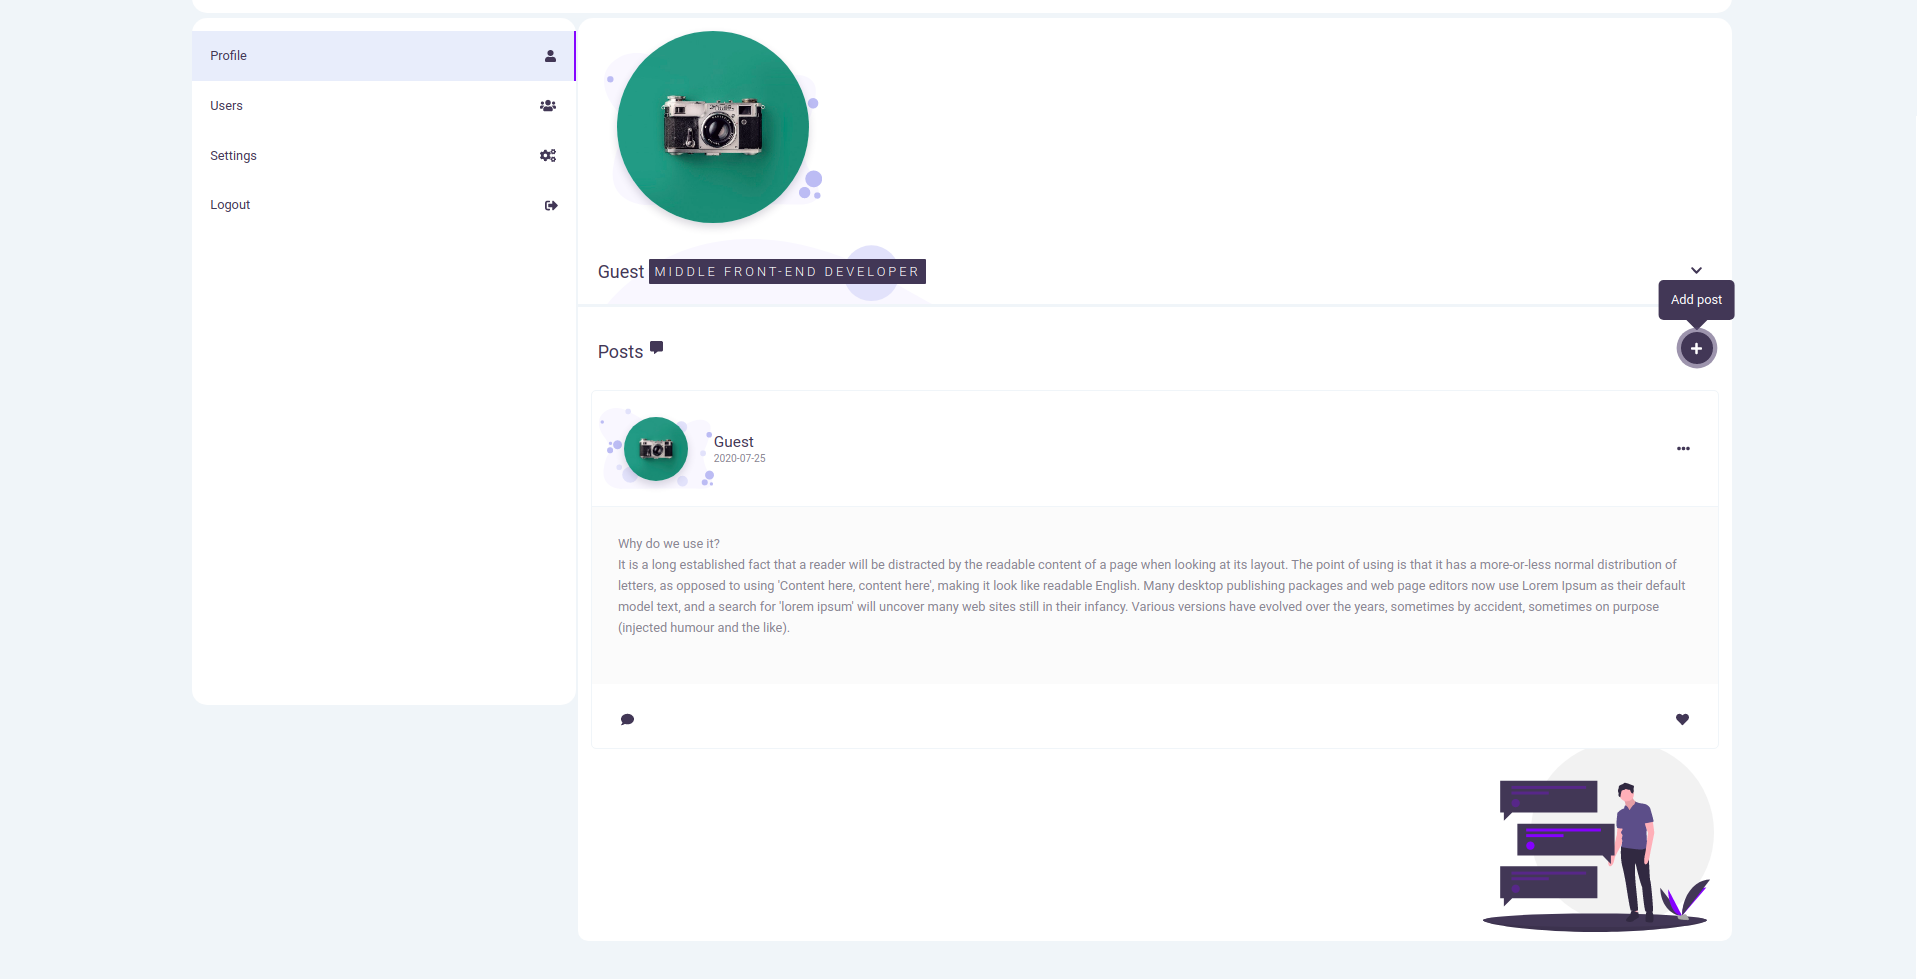 Profile
Users
Settings
Logout
Guest MIDDLE FRONT-END DEVELOPER
Add post
Posts
Guest
2020-07-25
Why do we use it?
It is a long established fact that a reader will be distracted by the readable content of a page when looking at its layout. The point of using is that it has a more-or-less normal distribution of
letters, as opposed to using 'Content here, content here', making it look like readable English. Many desktop publishing packages and web page editors now use Lorem Ipsum as their default
model text, and a search for 'lorem ipsum' will uncover many web sites still in their infancy. Various versions have evolved over the years, sometimes by accident, sometimes on purpose
(injected humour and the like).